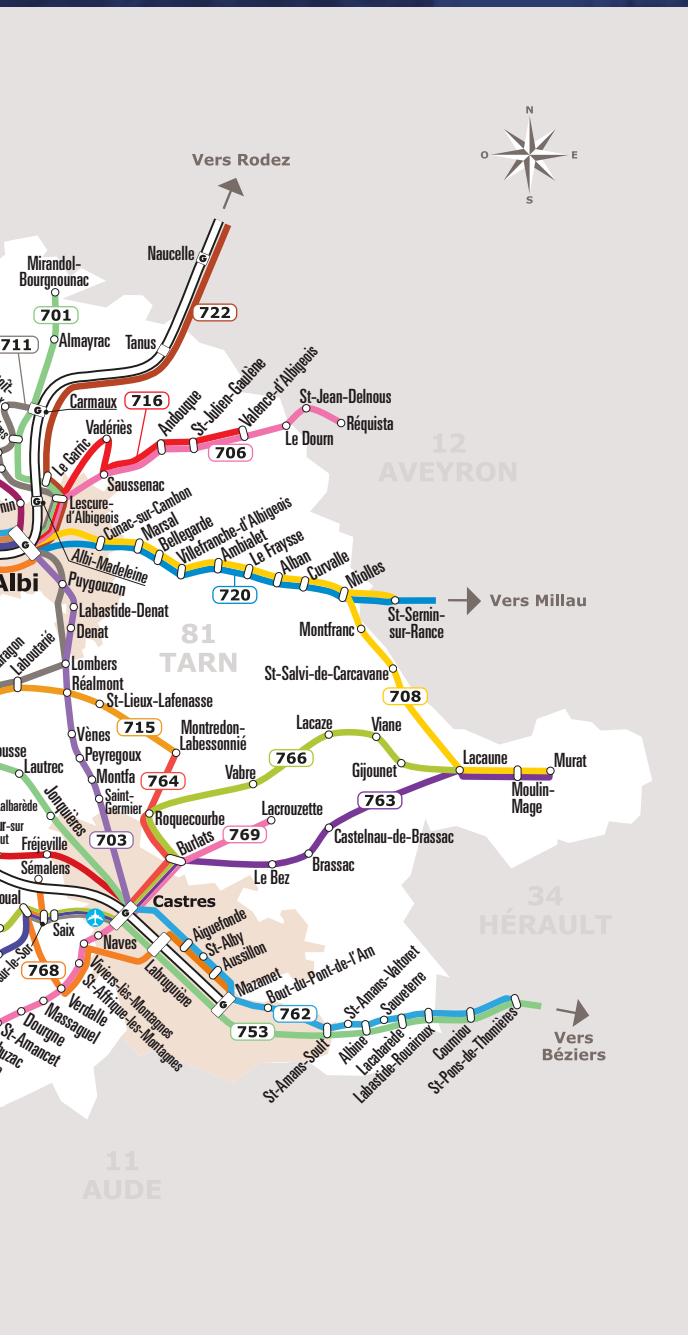 N
O
E
S
Vers Rodez
Naucelle
G
Mirandol-
Bourgnounac
701
722
711
Almayrac
Tanus
Carmaux
G
716
Andouque
St-Julien-Gaulène
Valence-d'Albigeois
St-Jean-Delnous
Réquista
Le Dourn
706
Vadériès
Le Garric
Saussenac
12
AVEYRON
G
Lescure-
d'Albigeois
Cunac-sur-Cambon
Marsal
Bellegarde
Villefranche-d'Albigeois
Ambialet
Le Fraysse
Alban
Curvalle
Miolles
720
G
Albi-Madeleine
Albi
Puygouzon
Labastide-Denat
Denat
Vers Millau
St-Sernin-
sur-Rance
Montfranc
81
TARN
Laboutarié
Lombers
Réalmont
St-Salvi-de-Carcavane
708
St-Lieux-Lafenasse
715
Montredon-
Labessonnié
Lacaze
Viane
Vènes
766
Lacaune
Murat
Peyregoux
Gijounet
Moulin-
Mage
Lautrec
Montfa
764
Vabre
Saint-
Germier
763
Jonquières
Roquecourbe
Lacrouzette
769
703
Burlats
Castelnau-de-Brassac
Fréjeville
Brassac
Sémalens
Le Bez
34
HÉRAULT
Castres
G
Saix
Naves
Aiguefonde
St-Alby
Aussillon
Labruguière
Mazamet
G
768
Bout-du-Pont-de-l'Arn
762
St-Amans-Valtoret
Sauveterre
753
Viviers-lès-Montagnes
St-Affrique-les-Montagnes
Verdalle
Massaguel
Dourgne
St-Amancet
St-Amans-Soult
Albine
Lacabarède
Labastide-Rouairoux
Courniou
St-Pons-de-Thomières
Vers
Béziers
11
AUDE